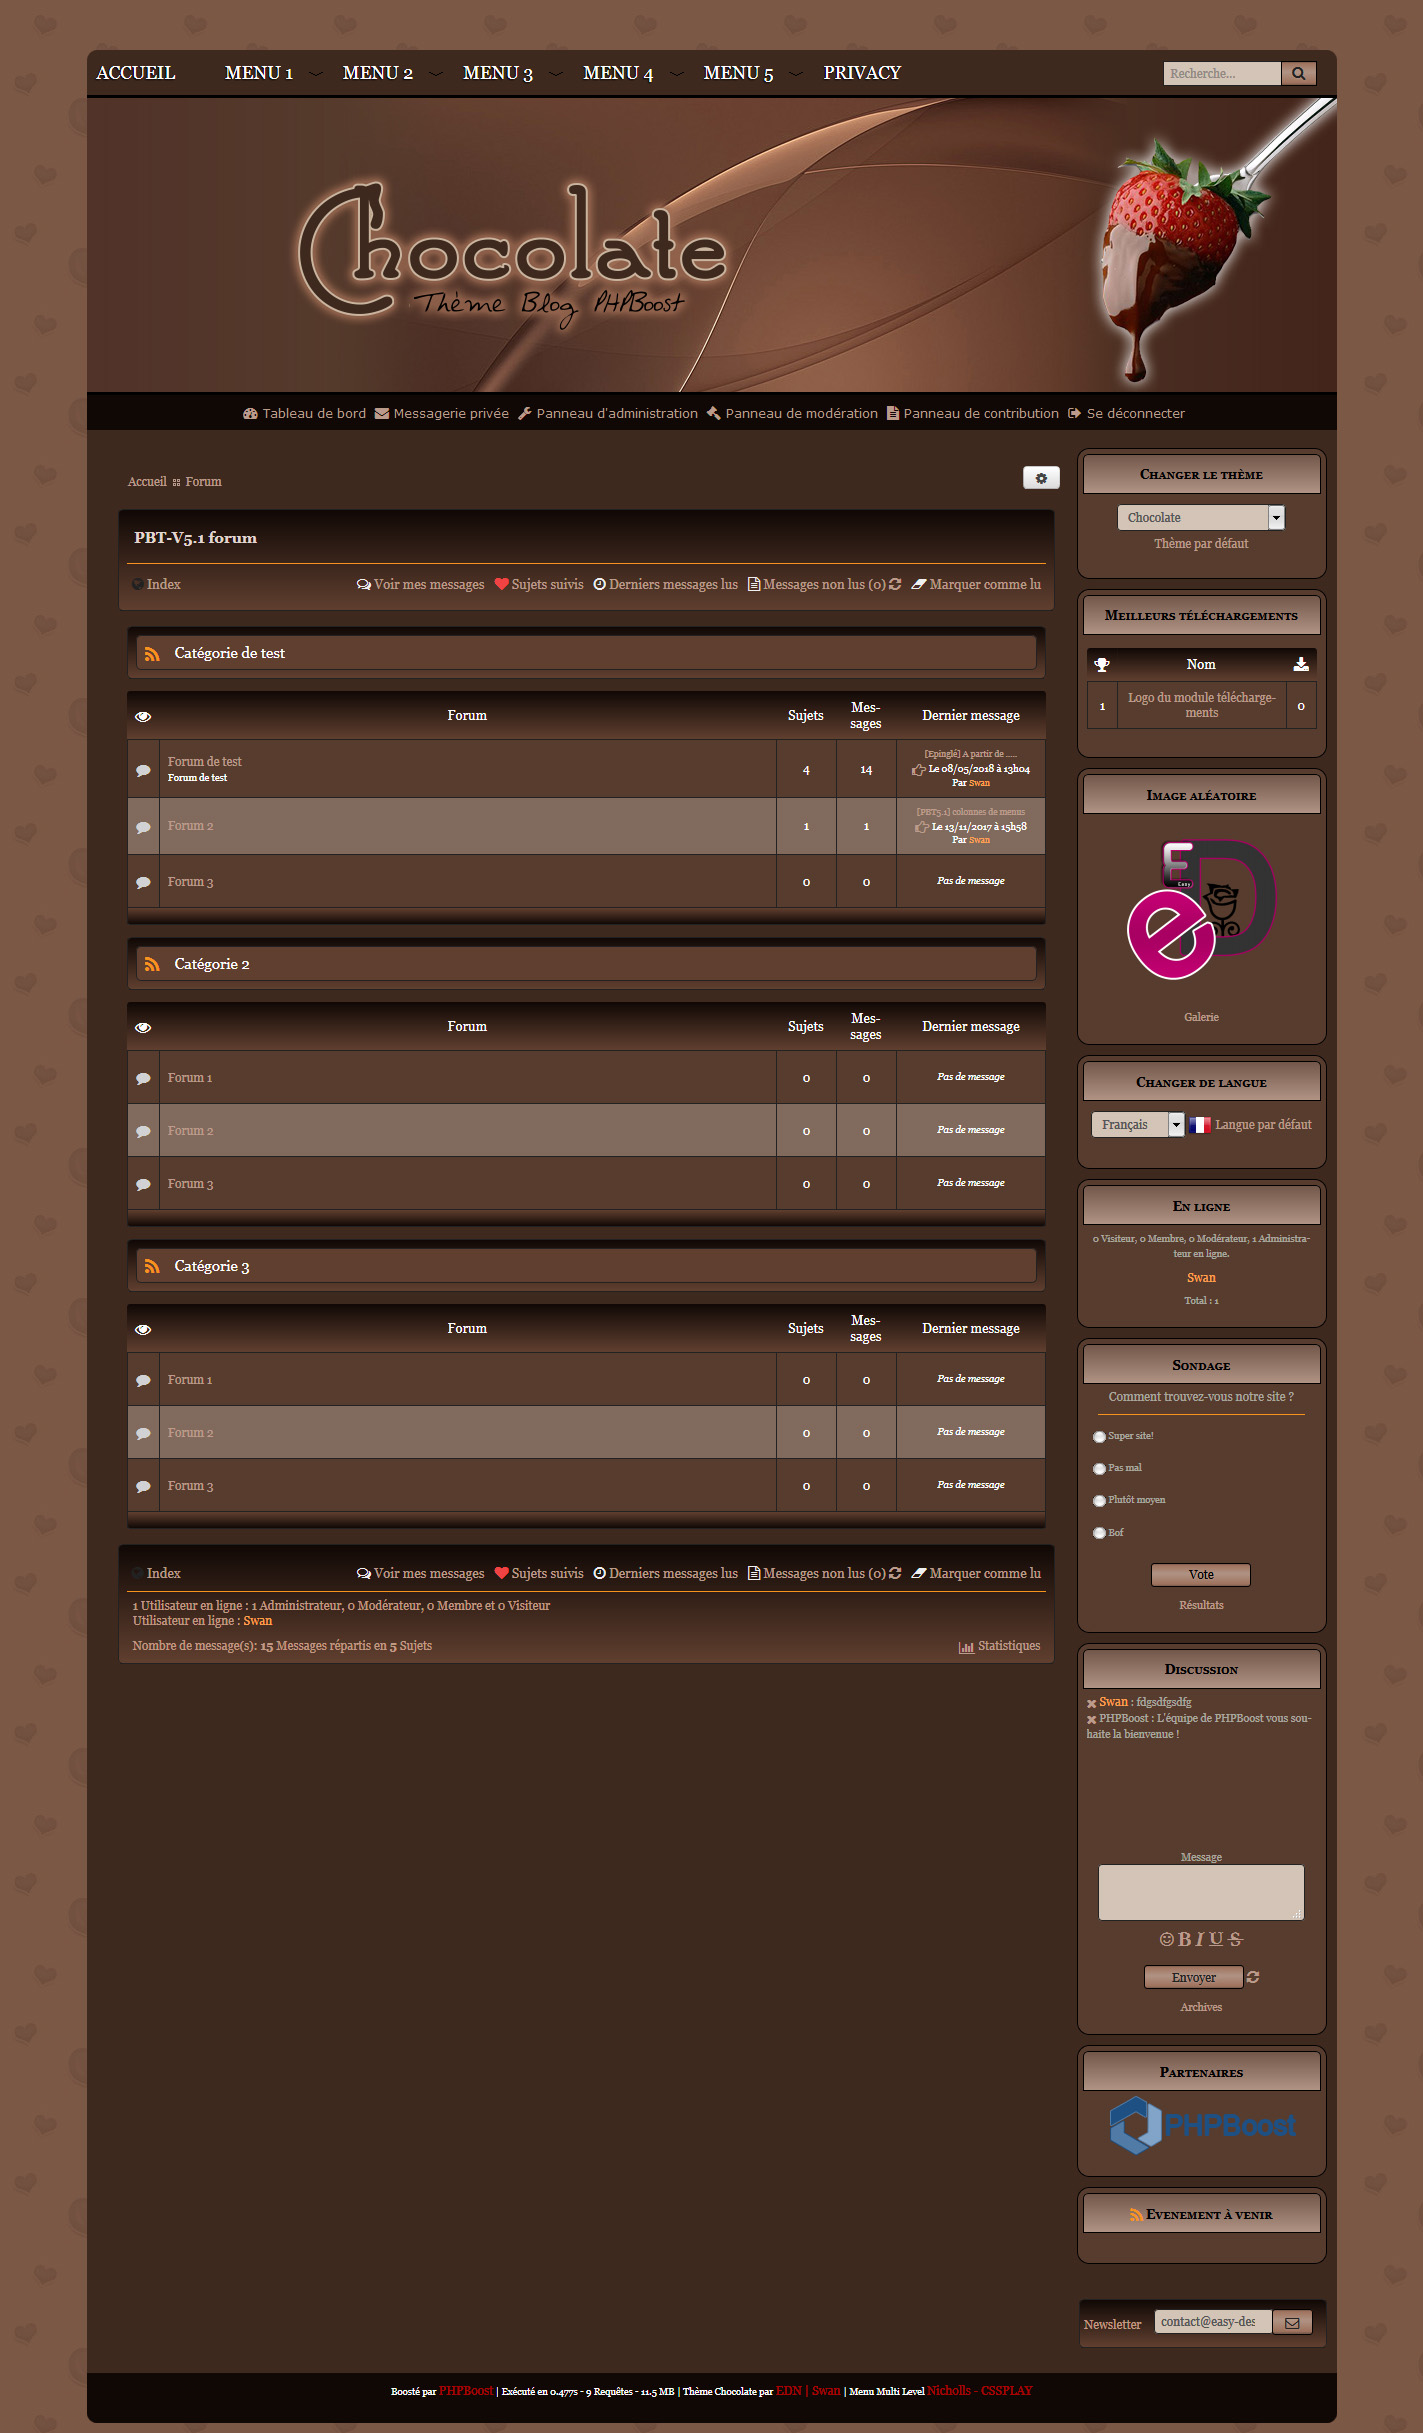 ACCUEIL MENU 1 MENU 2 MENU 3 MENU 4 MENU 5 PRIVACY Recherche...
Chocolate
Thème Blog PHPBoost
Tableau de bord Messagerie privée Panneau d'administration Panneau de modération Panneau de contribution Se déconnecter
Accueil Forum
PBT-V5.1 forum
Index Voir mes messages Sujets suivis Derniers messages lus Messages non lus (0) Marquer comme lu
Catégorie de test
Forum Sujets Mes-
sages Dernier message
Forum de test
Forum de test
4 14
[Epinglé] A partir de .....
Le 08/05/2018 à 13h04
Par Swan
Forum 2 1 1
[PBT5.1] colonnes de menus
Le 13/11/2017 à 15h58
Par Swan
Forum 3 0 0 Pas de message
Catégorie 2
Forum Sujets Mes-
sages Dernier message
Forum 1 0 0 Pas de message
Forum 2 0 0 Pas de message
Forum 3 0 0 Pas de message
Catégorie 3
Forum Sujets Mes-
sages Dernier message
Forum 1 0 0 Pas de message
Forum 2 0 0 Pas de message
Forum 3 0 0 Pas de message
Index Voir mes messages Sujets suivis Derniers messages lus Messages non lus (0) Marquer comme lu
1 Utilisateur en ligne : 1 Administrateur, 0 Modérateur, 0 Membre et 0 Visiteur
Utilisateur en ligne : Swan
Nombre de message(s): 15 Messages répartis en 5 Sujets Statistiques
Changer le thème
Chocolate
Thème par défaut
Meilleurs téléchargements
Nom
1 Logo du module télécharge-
ments 0
Image aléatoire
E
Easy
D
e
Galerie
Changer de langue
Français Langue par défaut
En ligne
0 Visiteur, 0 Membre, 0 Modérateur, 1 Administra-
teur en ligne.
Swan
Total : 1
Sondage
Comment trouvez-vous notre site ?
Super site!
Pas mal
Plutôt moyen
Bof
Vote
Résultats
Discussion
Swan : fdgsdfgsdfg
PHPBoost : L'équipe de PHPBoost vous sou-
haite la bienvenue !
Message
B I U S
Envoyer
Archives
Partenaires
PHPBoost
Evenement à venir
Newsletter contact@easy-des
Boosté par PHPBoost | Exécuté en 0.477s - 9 Requêtes - 11.5 MB | Thème Chocolate par EDN | Swan | Menu Multi Level Nicholls - CSSPLAY